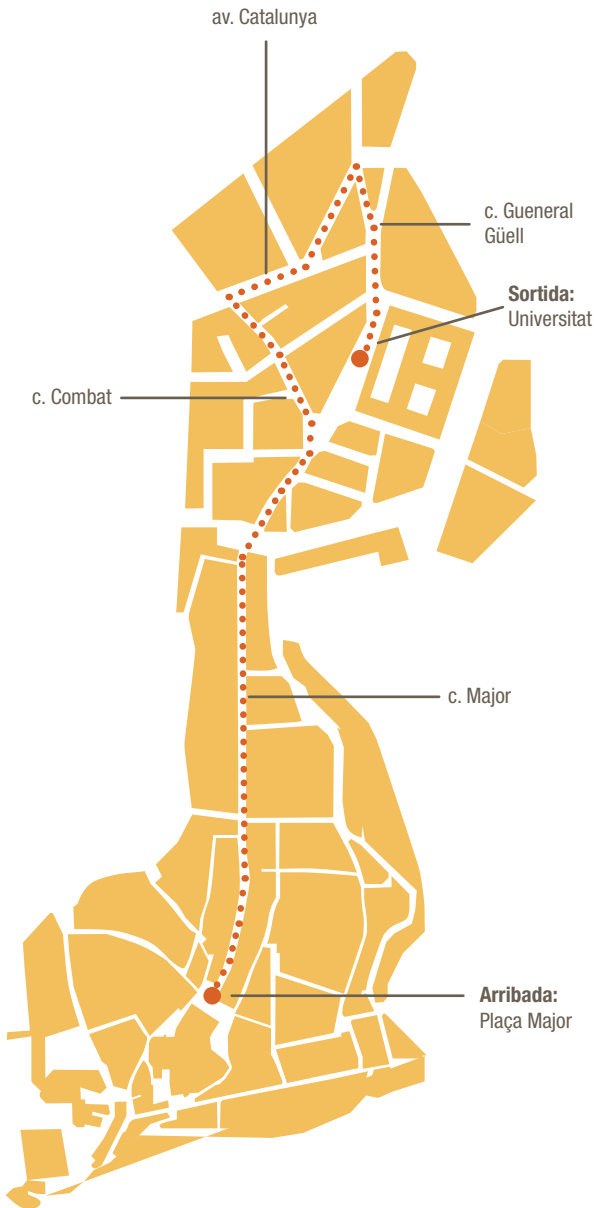 av. Catalunya
c. Gueneral
Güell
Sortida:
Universitat
c. Combat
c. Major
Arribada:
Plaça Major